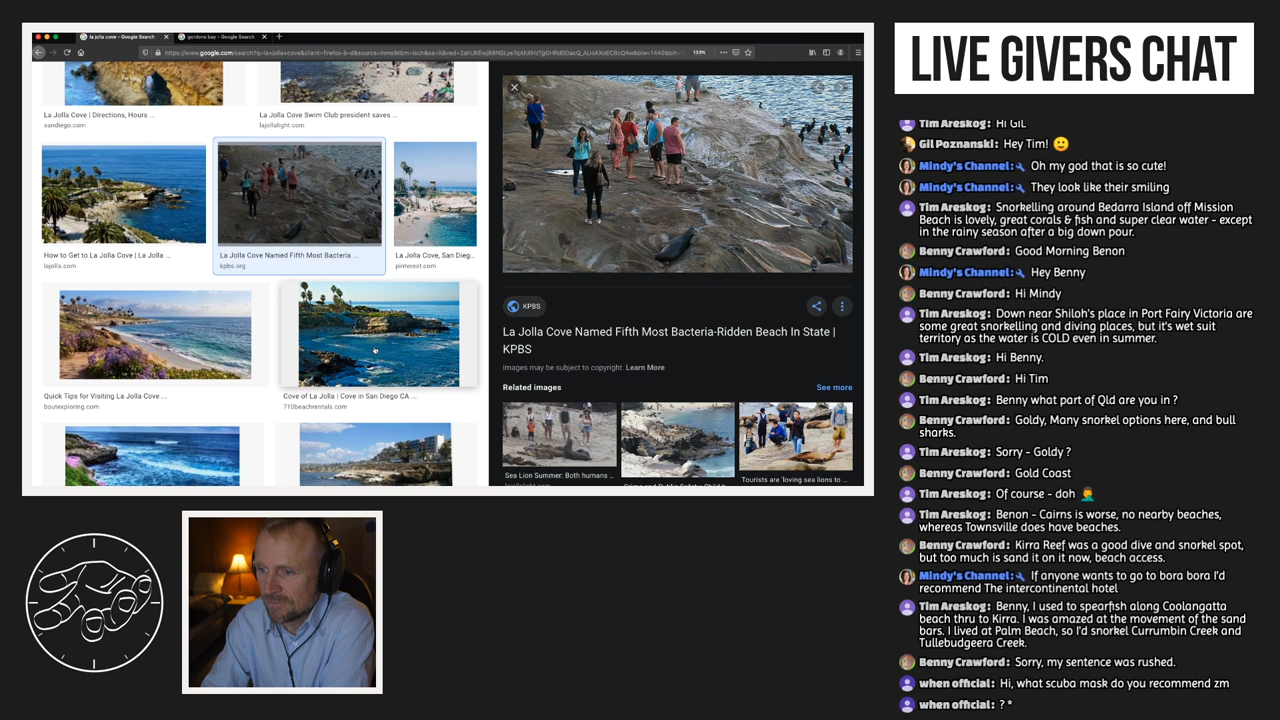 la jolla cove - Google Search
gordons bay - Google Search
133%
La Jolla Cove | Directions, Hours ...
sandiego.com
La Jolla Cove Swim Club president saves ...
lajollalight.com
How to Get to La Jolla Cove | La Jolla ...
lajolla.com
La Jolla Cove Named Fifth Most Bacteria ...
kpbs.org
La Jolla Cove, San Dieg...
pinterest.com
Quick Tips for Visiting La Jolla Cove ...
boutexploring.com
Cove of La Jolla | Cove in San Diego CA ...
710beachrentals.com
KPBS
La Jolla Cove Named Fifth Most Bacteria-Ridden Beach In State |
KPBS
Images may be subject to copyright. Learn More
Related images
See more
Sea Lion Summer: Both humans ...
Tourists are 'loving sea lions to ...
LIVE GIVERS CHAT
Tim Areskog: Hi GIL
Gil Poznanski: Hey Tim! 🙂
Mindy's Channel: Oh my god that is so cute!
Mindy's Channel: They look like their smiling
Tim Areskog: Snorkelling around Bedarra Island off Mission
Beach is lovely, great corals & fish and super clear water - except
in the rainy season after a big down pour.
Benny Crawford: Good Morning Benon
Mindy's Channel: Hey Benny
Benny Crawford: Hi Mindy
Tim Areskog: Down near Shiloh's place in Port Fairy Victoria are
some great snorkelling and diving places, but it's wet suit
territory as the water is COLD even in summer.
Tim Areskog: Hi Benny.
Benny Crawford: Hi Tim
Tim Areskog: Benny what part of Qld are you in ?
Benny Crawford: Goldy, Many snorkel options here, and bull
sharks.
Tim Areskog: Sorry - Goldy ?
Benny Crawford: Gold Coast
Tim Areskog: Of course - doh 🤦‍♂️
Tim Areskog: Benon - Cairns is worse, no nearby beaches,
whereas Townsville does have beaches.
Benny Crawford: Kirra Reef was a good dive and snorkel spot,
but too much is sand it on it now, beach access.
Mindy's Channel: If anyone wants to go to bora bora I'd
recommend The intercontinental hotel
Tim Areskog: Benny, I used to spearfish along Coolangatta
beach thru to Kirra. I was amazed at the movement of the sand
bars. I lived at Palm Beach, so I'd snorkel Currumbin Creek and
Tullebudgeera Creek.
Benny Crawford: Sorry, my sentence was rushed.
when official: Hi, what scuba mask do you recommend zm
when official: ? *